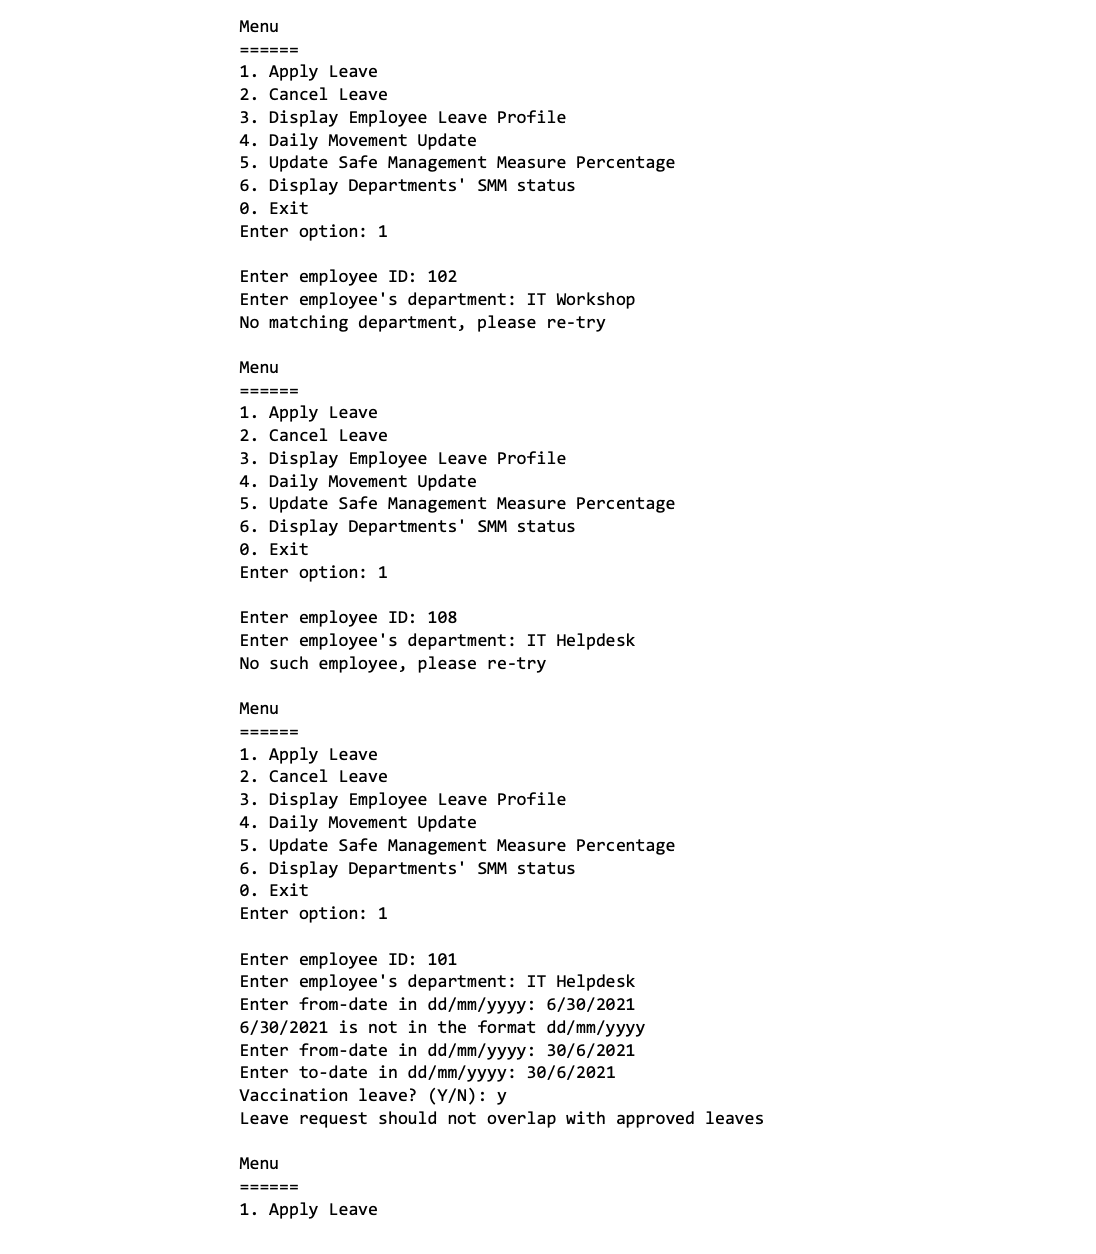 Menu
======
1. Apply Leave
2. Cancel Leave
3. Display Employee Leave Profile
4. Daily Movement Update
5. Update Safe Management Measure Percentage
6. Display Departments' SMM status
0. Exit
Enter option: 1
Enter employee ID: 102
Enter employee's department: IT Workshop
No matching department, please re-try
Menu
======
1. Apply Leave
2. Cancel Leave
3. Display Employee Leave Profile
4. Daily Movement Update
5. Update Safe Management Measure Percentage
6. Display Departments' SMM status
0. Exit
Enter option: 1
Enter employee ID: 108
Enter employee's department: IT Helpdesk
No such employee, please re-try
Menu
======
1. Apply Leave
2. Cancel Leave
3. Display Employee Leave Profile
4. Daily Movement Update
5. Update Safe Management Measure Percentage
6. Display Departments' SMM status
0. Exit
Enter option: 1
Enter employee ID: 101
Enter employee's department: IT Helpdesk
Enter from-date in dd/mm/yyyy: 6/30/2021
6/30/2021 is not in the format dd/mm/yyyy
Enter from-date in dd/mm/yyyy: 30/6/2021
Enter to-date in dd/mm/yyyy: 30/6/2021
Vaccination leave? (Y/N): y
Leave request should not overlap with approved leaves
Menu
======
1. Apply Leave